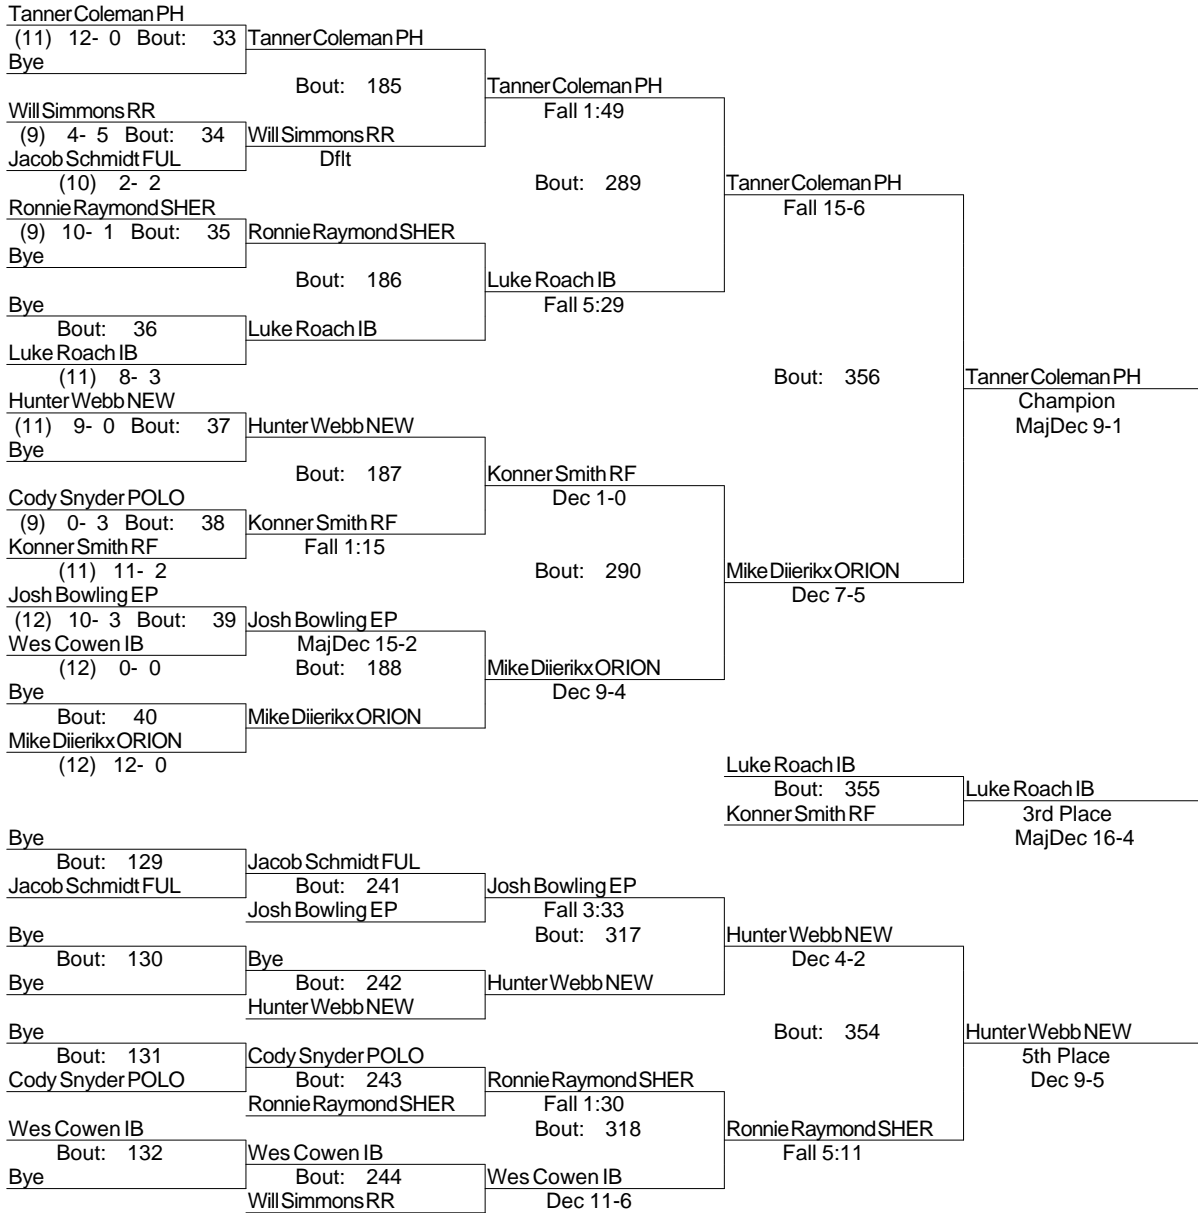 Tanner Coleman PH
(11) 12- 0 Bout: 33 Tanner Coleman PH
Bye
Bout: 185 Tanner Coleman PH
Will Simmons RR Fall 1:49
(9) 4- 5 Bout: 34 Will Simmons RR
Jacob Schmidt FUL Dflt
(10) 2- 2 Bout: 289 Tanner Coleman PH
Ronnie Raymond SHER Fall 15-6
(9) 10- 1 Bout: 35 Ronnie Raymond SHER
Bye
Bout: 186 Luke Roach IB
Bye Fall 5:29
Bout: 36 Luke Roach IB
Luke Roach IB
(11) 8- 3 Bout: 356 Tanner Coleman PH
Hunter Webb NEW Champion
(11) 9- 0 Bout: 37 Hunter Webb NEW MajDec 9-1
Bye
Bout: 187 Konner Smith RF
Cody Snyder POLO Dec 1-0
(9) 0- 3 Bout: 38 Konner Smith RF
Konner Smith RF Fall 1:15
(11) 11- 2 Bout: 290 Mike Diierikx ORION
Josh Bowling EP Dec 7-5
(12) 10- 3 Bout: 39 Josh Bowling EP
Wes Cowen IB MajDec 15-2
(12) 0- 0 Bout: 188 Mike Diierikx ORION
Bye Dec 9-4
Bout: 40 Mike Diierikx ORION
Mike Diierikx ORION
(12) 12- 0 Luke Roach IB
Bout: 355 Luke Roach IB
Konner Smith RF 3rd Place
Bye MajDec 16-4
Bout: 129 Jacob Schmidt FUL
Jacob Schmidt FUL Bout: 241 Josh Bowling EP
Josh Bowling EP Fall 3:33
Bye Bout: 317 Hunter Webb NEW
Bout: 130 Bye Dec 4-2
Bye Bout: 242 Hunter Webb NEW
Hunter Webb NEW
Bye Bout: 354 Hunter Webb NEW
Bout: 131 Cody Snyder POLO 5th Place
Cody Snyder POLO Bout: 243 Ronnie Raymond SHER Dec 9-5
Ronnie Raymond SHER Fall 1:30
Wes Cowen IB Bout: 318 Ronnie Raymond SHER
Bout: 132 Wes Cowen IB Fall 5:11
Bye Bout: 244 Wes Cowen IB
Will Simmons RR Dec 11-6